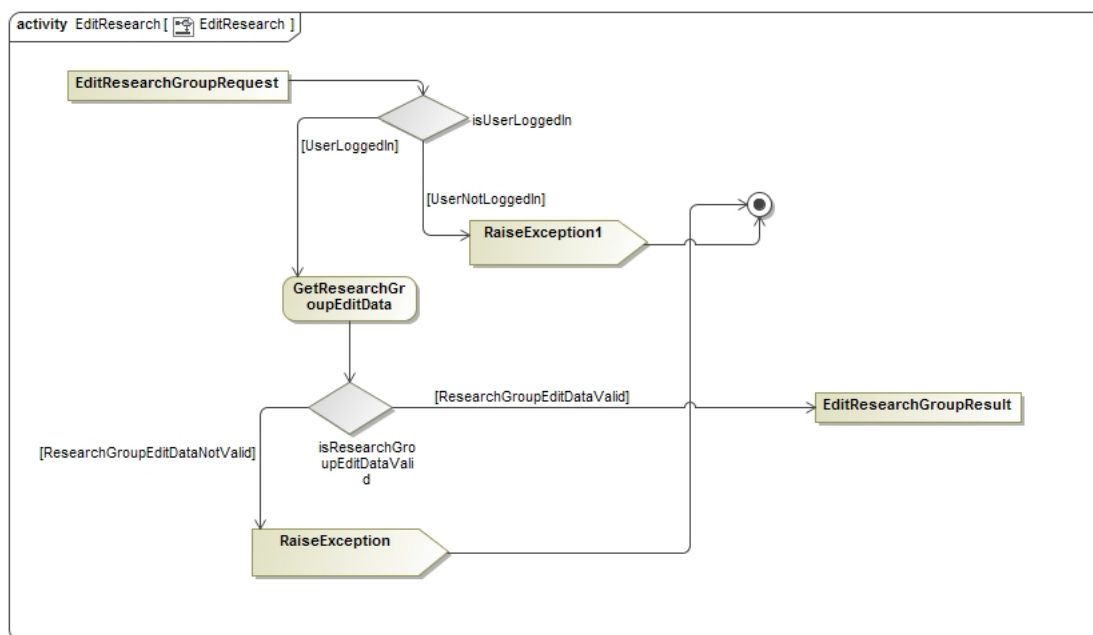 activity EditResearch [ EditResearch ]
EditResearchGroupRequest
isUserLoggedIn
[UserLoggedIn]
[UserNotLoggedIn]
RaiseException1
GetResearchGr
oupEditData
[ResearchGroupEditDataValid]
EditResearchGroupResult
[ResearchGroupEditDataNotValid]
isResearchGro
upEditDataVali
d
RaiseException